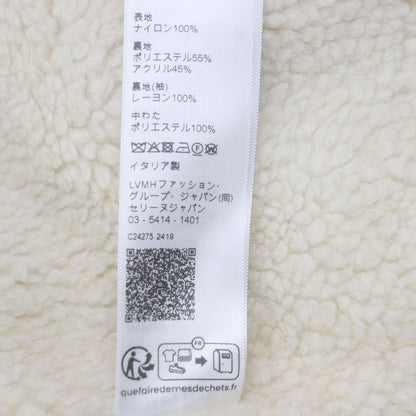 表地
ナイロン100%
裏地
ポリエステル55%
アクリル45%
裏地(袖)
レーヨン100%
中わた
ポリエステル100%
イタリア製
LVMHファッション・
グループ・ジャパン(同)
セリーヌジャパン
03 - 5414 - 1401
C24275 2419
FR
quefairedemesdechets.fr